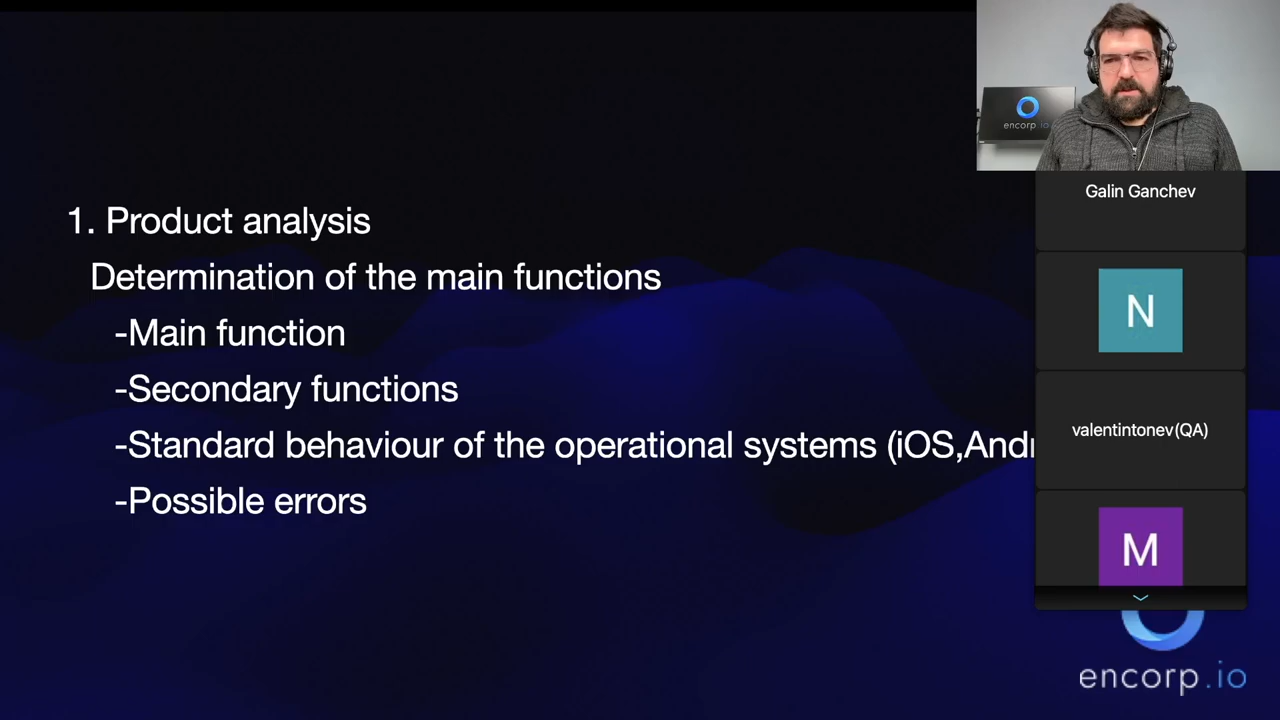 encorp.io
Galin Ganchev
1. Product analysis
Determination of the main functions
-Main function
-Secondary functions
-Standard behaviour of the operational systems (iOS,Andr
-Possible errors
N
valentintonev(QA)
M
encorp.io